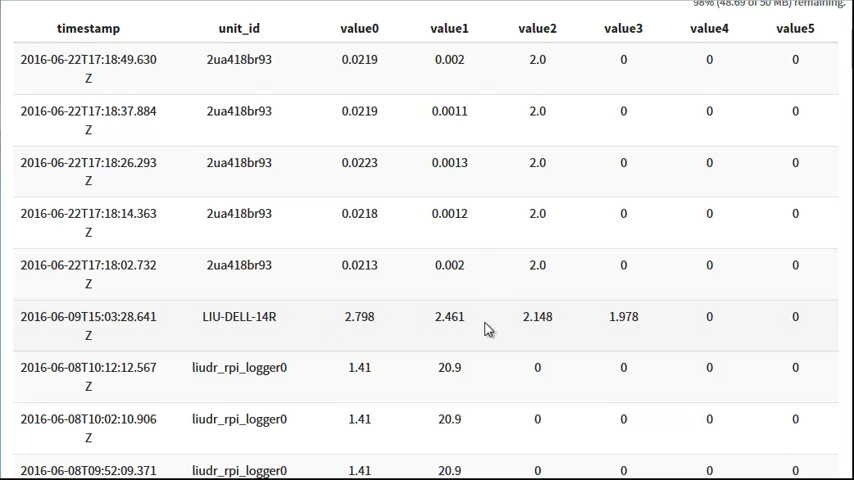 98% (48.69 of 50 MB) remaining.
timestamp unit_id value0 value1 value2 value3 value4 value5
2016-06-22T17:18:49.630 2ua418br93 0.0219 0.002 2.0 0 0 0
Z
2016-06-22T17:18:37.884 2ua418br93 0.0219 0.0011 2.0 0 0 0
Z
2016-06-22T17:18:26.293 2ua418br93 0.0223 0.0013 2.0 0 0 0
Z
2016-06-22T17:18:14.363 2ua418br93 0.0218 0.0012 2.0 0 0 0
Z
2016-06-22T17:18:02.732 2ua418br93 0.0213 0.002 2.0 0 0 0
Z
2016-06-09T15:03:28.641 LIU-DELL-14R 2.798 2.461 2.148 1.978 0 0
Z
2016-06-08T10:12:12.567 liudr_rpi_logger0 1.41 20.9 0 0 0 0
Z
2016-06-08T10:02:10.906 liudr_rpi_logger0 1.41 20.9 0 0 0 0
Z
2016-06-08T09:52:09.371 liudr_rpi_logger0 1.41 20.9 0 0 0 0